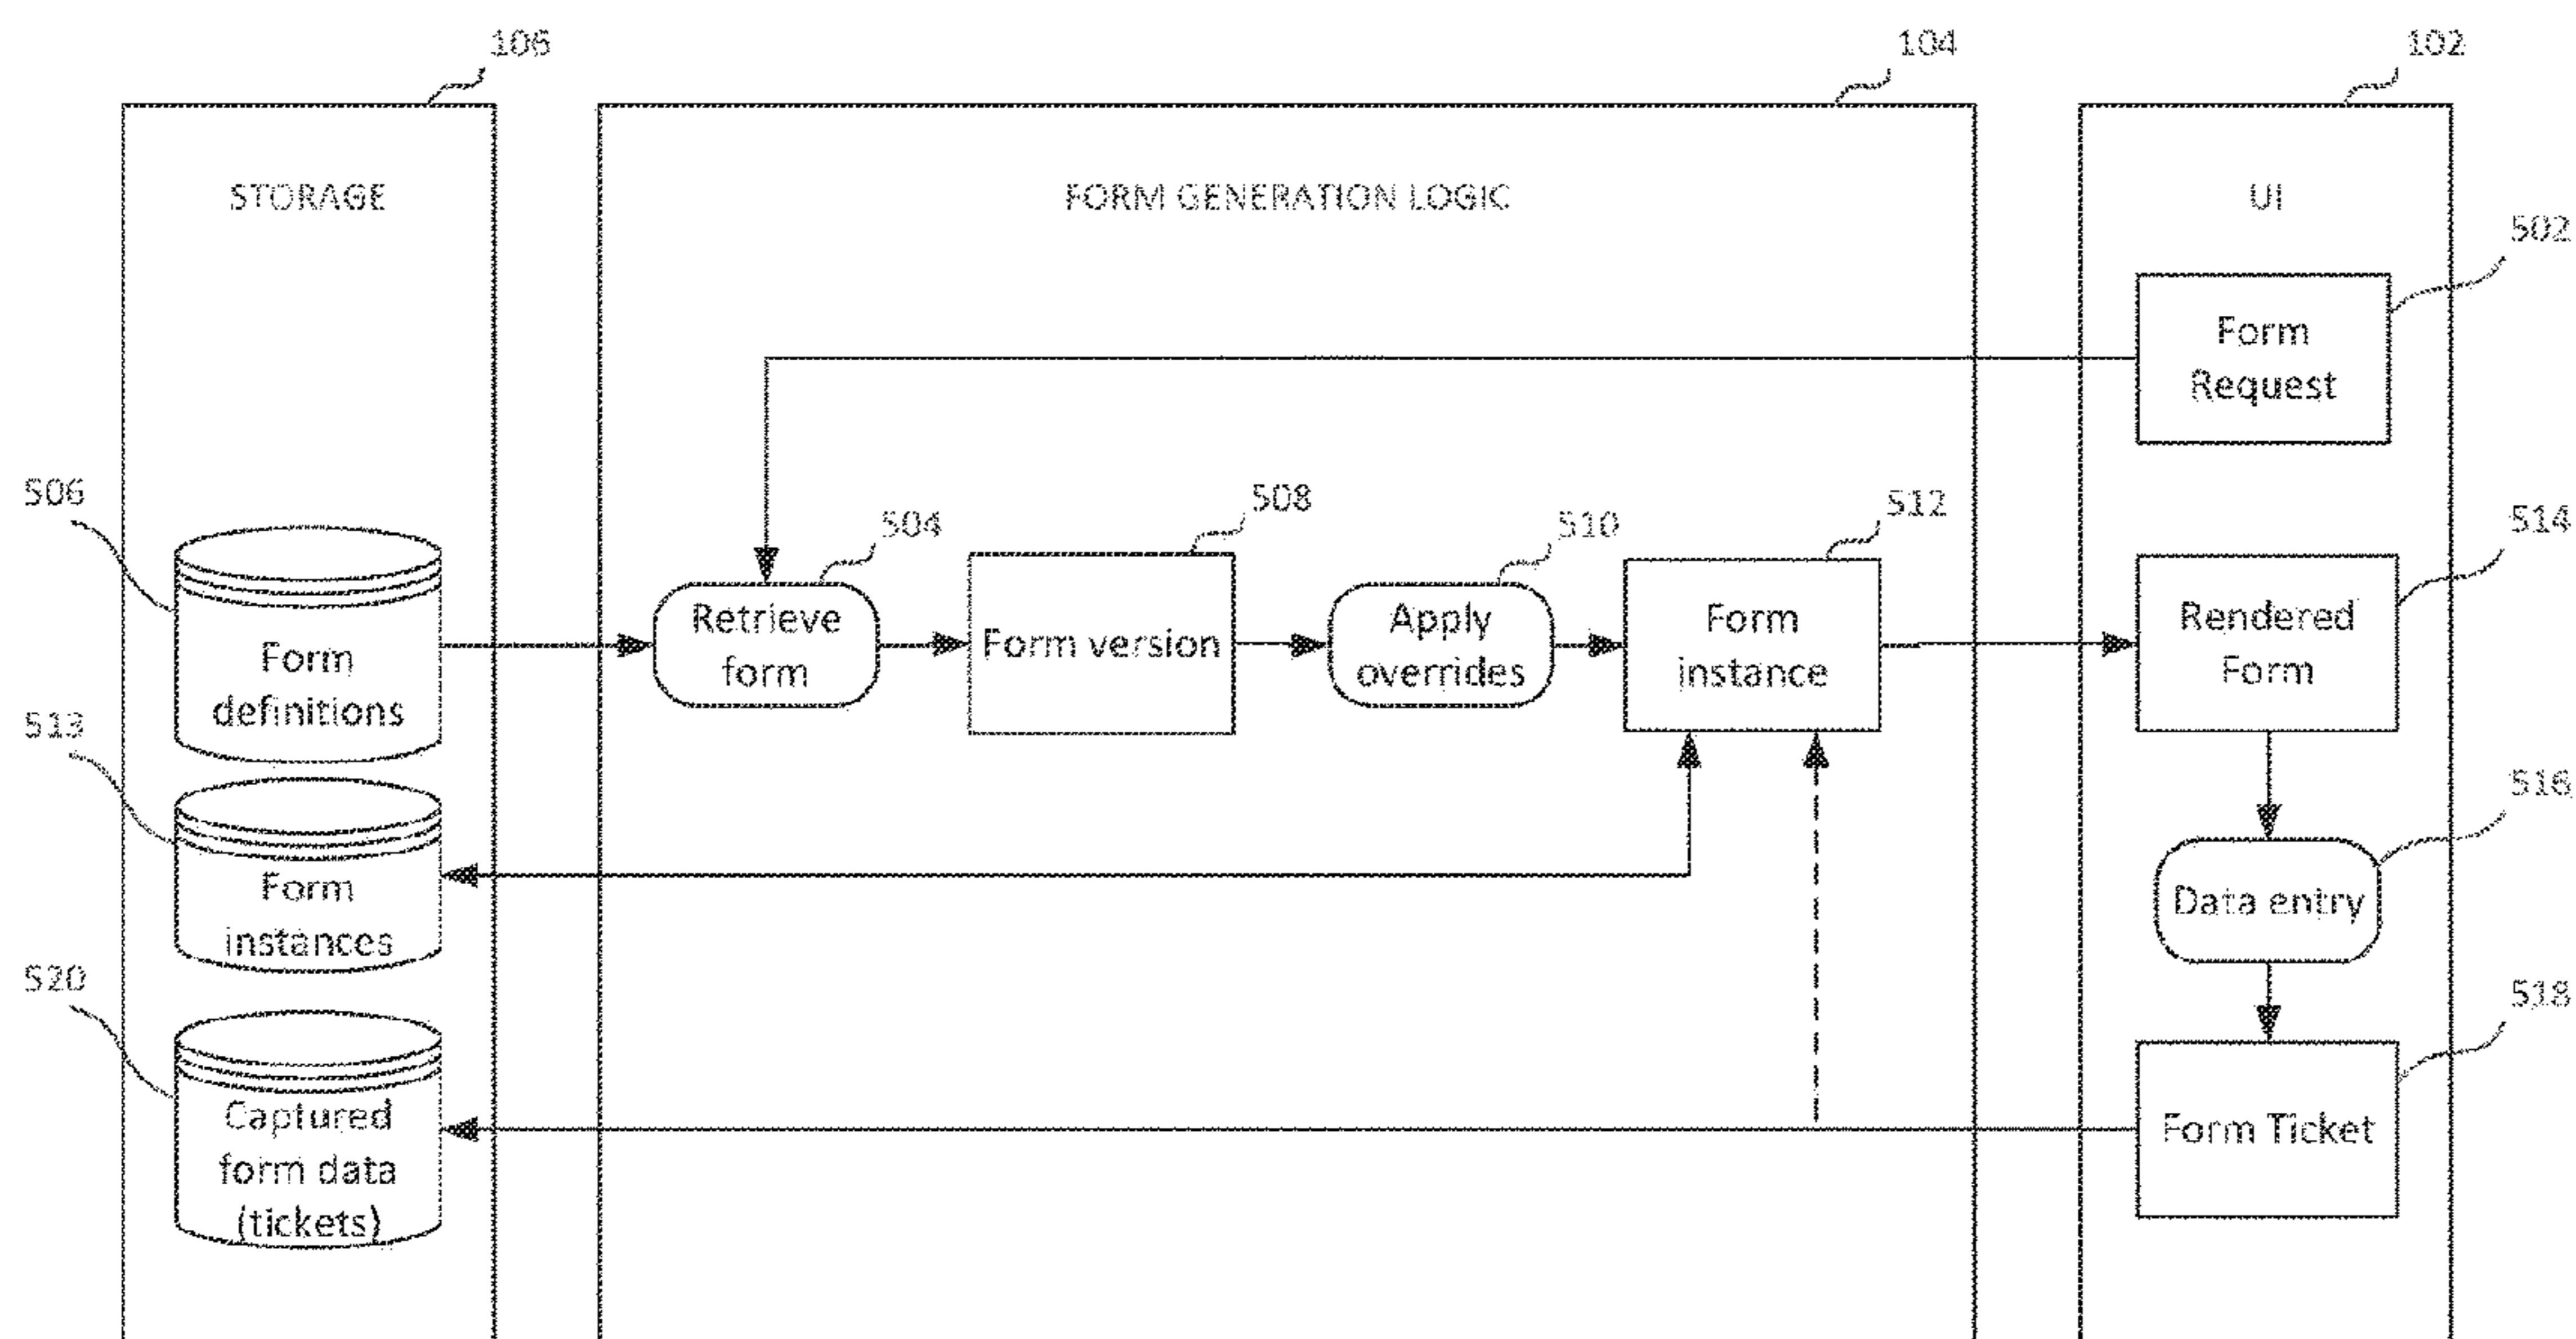 106
104
102
STORAGE
FORM GENERATION LOGIC
UI
502
Form
Request
506
504
508
510
512
514
Form
definitions
Retrieve
form
Form version
Apply
overrides
Form
instance
Rendered
Form
513
Form
instances
516
Data entry
520
Captured
form data
(tickets)
518
Form Ticket